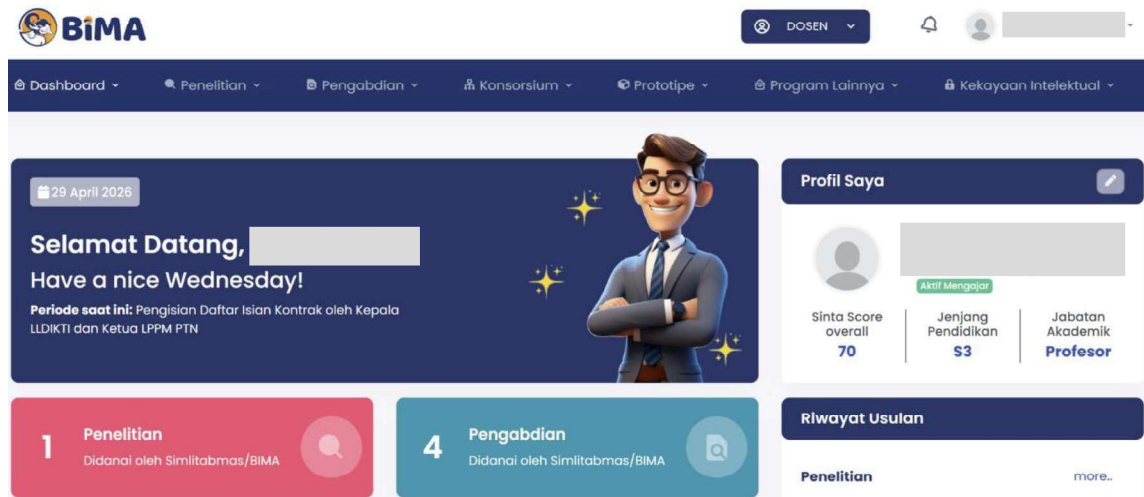 BiMA
DOSEN
Dashboard
Penelitian
Pengabdian
Konsorsium
Prototipe
Program Lainnya
Kekayaan Intelektual
29 April 2026
Selamat Datang,
Have a nice Wednesday!
Periode saat ini: Pengisian Daftar Isian Kontrak oleh Kepala
LLDIKTI dan Ketua LPPM PTN
Profil Saya
Aktif Mengajar
Sinta Score
overall
70
Jenjang
Pendidikan
S3
Jabatan
Akademik
Profesor
1
Penelitian
Didanai oleh Simlitabmas/BIMA
4
Pengabdian
Didanai oleh Simlitabmas/BIMA
Riwayat Usulan
Penelitian
more..